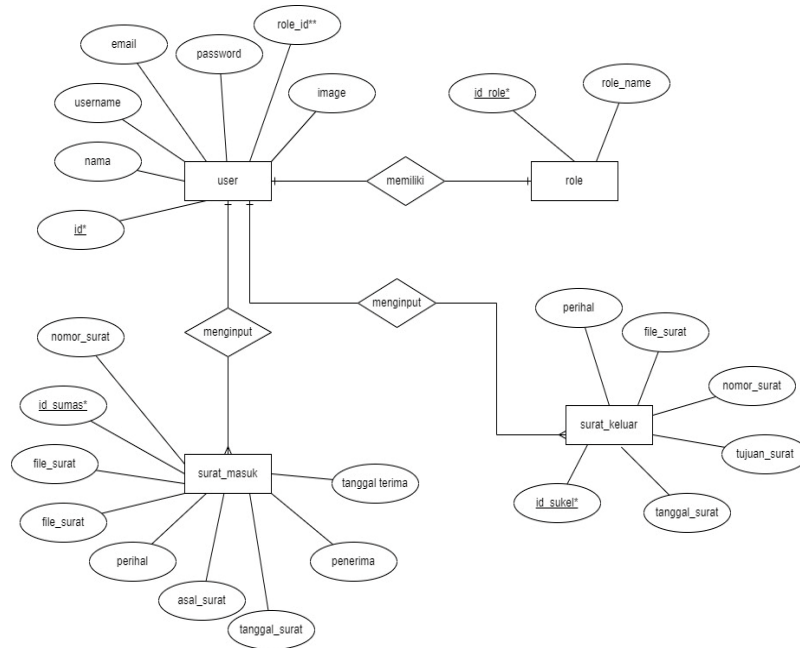 role_id**
email
password
image
username
id_role*
role_name
nama
user
memiliki
role
id*
menginput
perihal
nomor_surat
menginput
file_surat
nomor_surat
id_sumas*
surat_keluar
tujuan_surat
file_surat
surat_masuk
tanggal terima
id_sukel*
tanggal_surat
file_surat
perihal
penerima
asal_surat
tanggal_surat